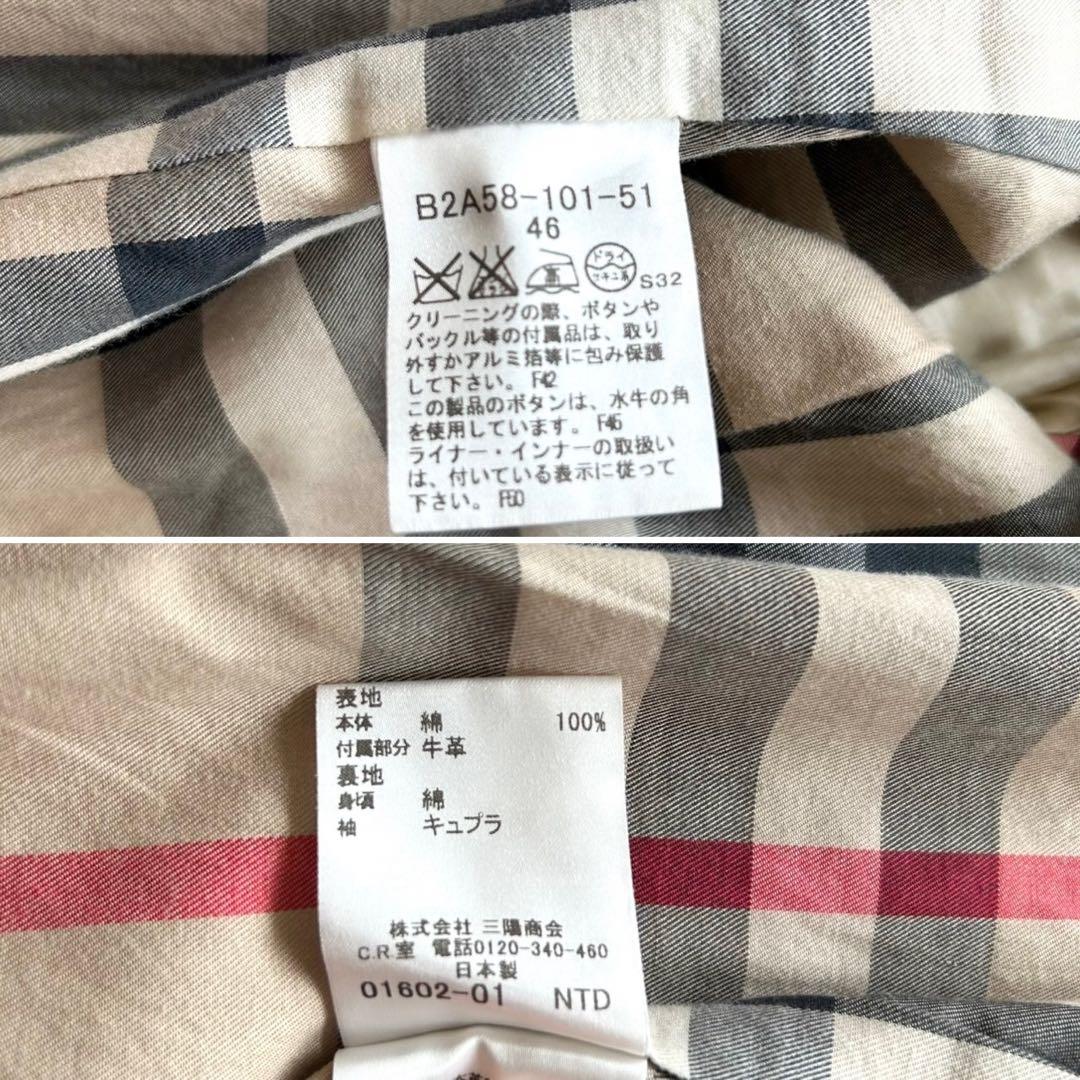 B2A58-101-51
46
高 ドライ セキユ系 S32
クリーニングの際、ボタンや
バックル等の付属品は、取り
外すかアルミ箔等に包み保護
して下さい。 F42
この製品のボタンは、水牛の角
を使用しています。 F45
ライナー・インナーの取扱い
は、付いている表示に従って
下さい。 F50
表地
本体 綿 100%
付属部分 牛革
裏地
身頃 綿
袖 キュプラ
株式会社 三陽商会
C.R.室 電話0120-340-460
日本製
01602-01 NTD